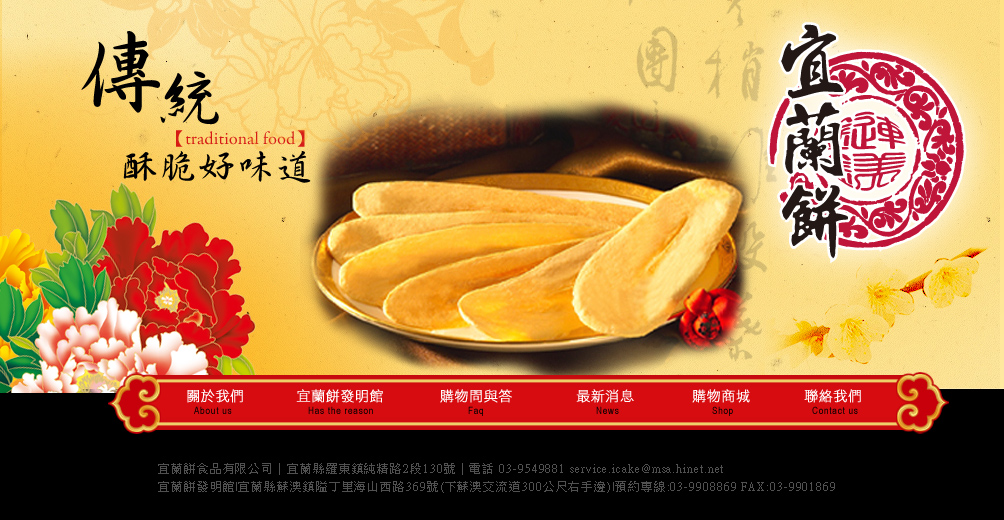 傳統
【traditional food】
酥脆好味道
宜蘭餅
關於我們
About us
宜蘭餅發明館
Has the reason
購物問與答
Faq
最新消息
News
購物商城
Shop
聯絡我們
Contact us
宜蘭餅食品有限公司 | 宜蘭縣羅東鎮純精路2段130號 | 電話 03-9549881 service.icake@msa.hinet.net
宜蘭餅發明館|宜蘭縣蘇澳鎮隘丁里海山西路369號(下蘇澳交流道300公尺右手邊)|預約專線:03-9908869 FAX:03-9901869